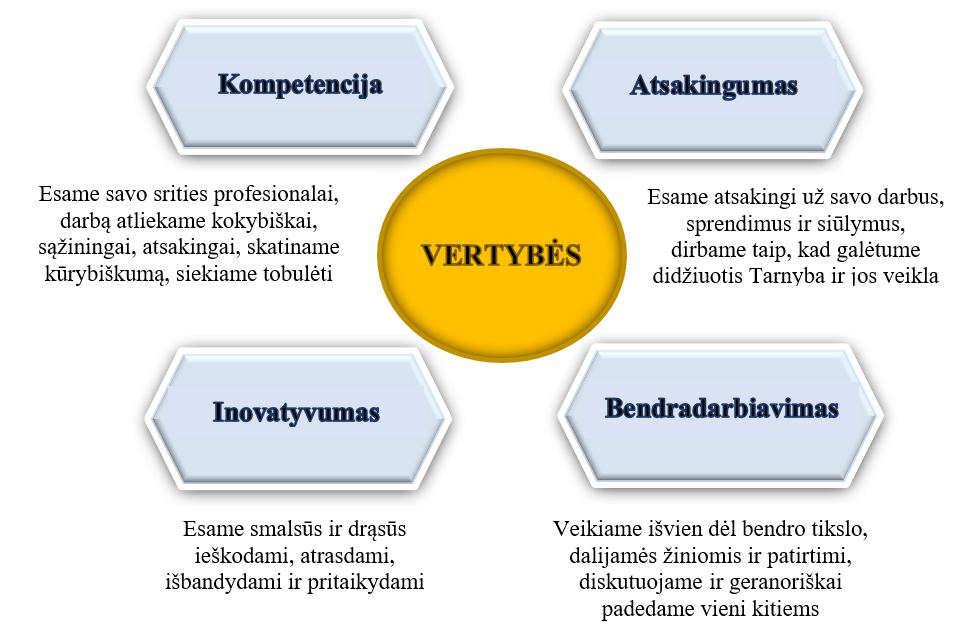 Kompetencija
Esame savo srities profesionalai,
darbą atliekame kokybiškai,
sąžiningai, atsakingai, skatiname
kūrybiškumą, siekiame tobulėti
Atsakingumas
Esame atsakingi už savo darbus,
sprendimus ir siūlymus,
dirbame taip, kad galėtume
didžiuotis Tarnyba ir jos veikla
VERTYBĖS
Inovatyvumas
Esame smalsūs ir drąsūs
ieškodami, atrasdami,
išbandydami ir pritaikydami
Bendradarbiavimas
Veikiame išvien dėl bendro tikslo,
dalijamės žiniomis ir patirtimi,
diskutuojame ir geranoriškai
padedame vieni kitiems